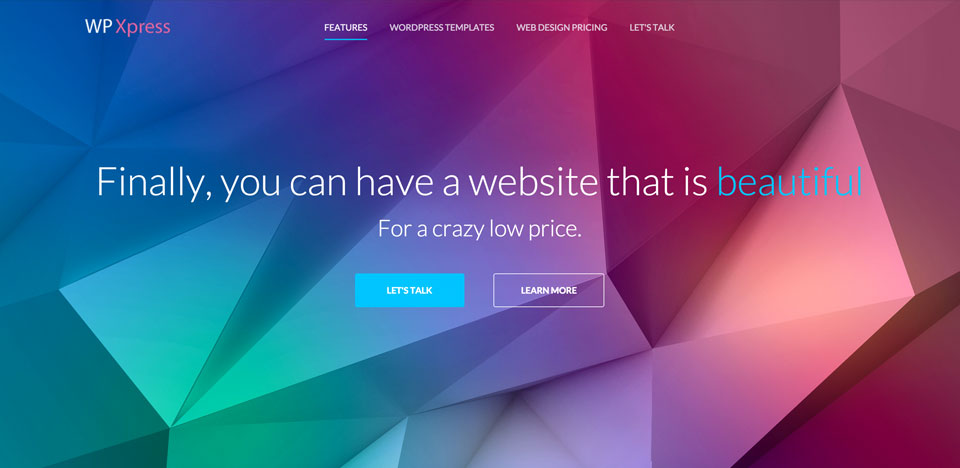 WP Xpress
FEATURES WORDPRESS TEMPLATES WEB DESIGN PRICING LET'S TALK
Finally, you can have a website that is beautiful
For a crazy low price.
LET'S TALK LEARN MORE